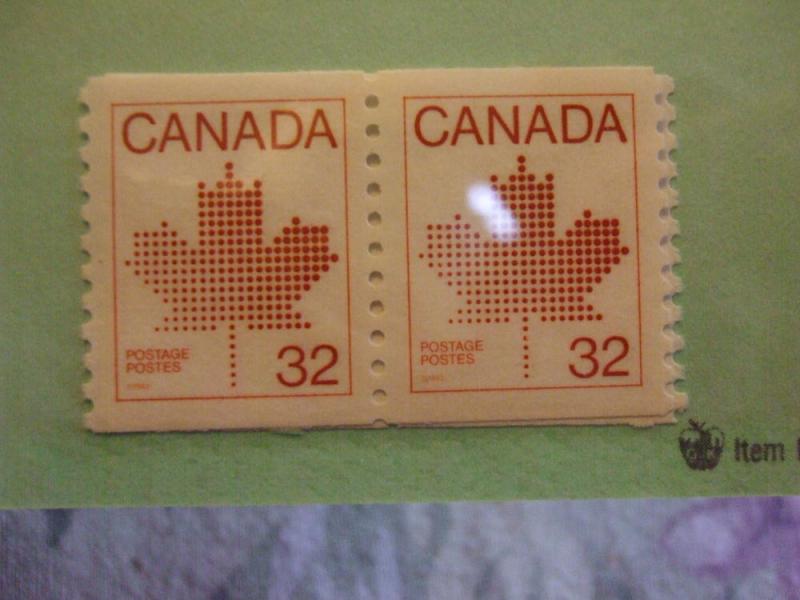 CANADA
POSTAGE
POSTES
32
CANADA
POSTAGE
POSTES
32
Item